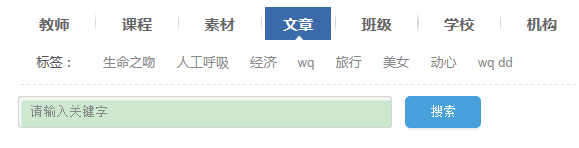 教师 课程 素材 文章 班级 学校 机构
标签： 生命之吻 人工呼吸 经济 wq 旅行 美女 动心 wq dd
请输入关键字 搜索